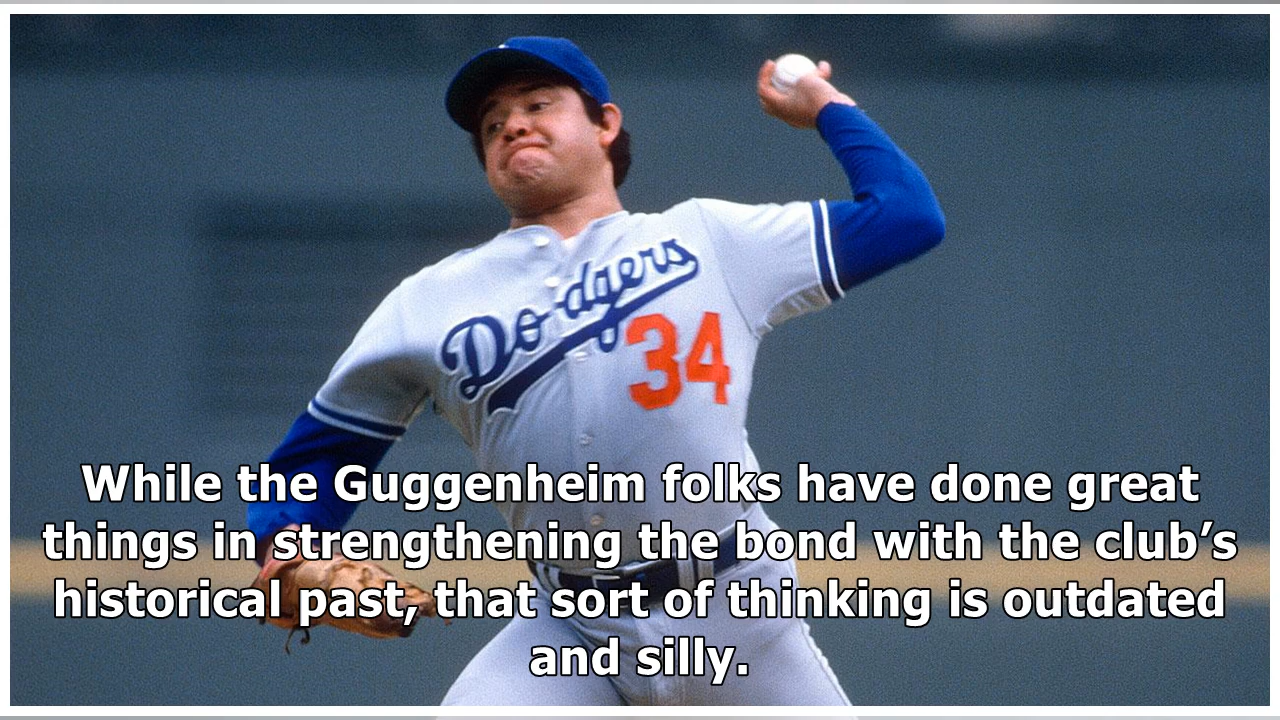 Dodgers
34
While the Guggenheim folks have done great
things in strengthening the bond with the club’s
historical past, that sort of thinking is outdated
and silly.